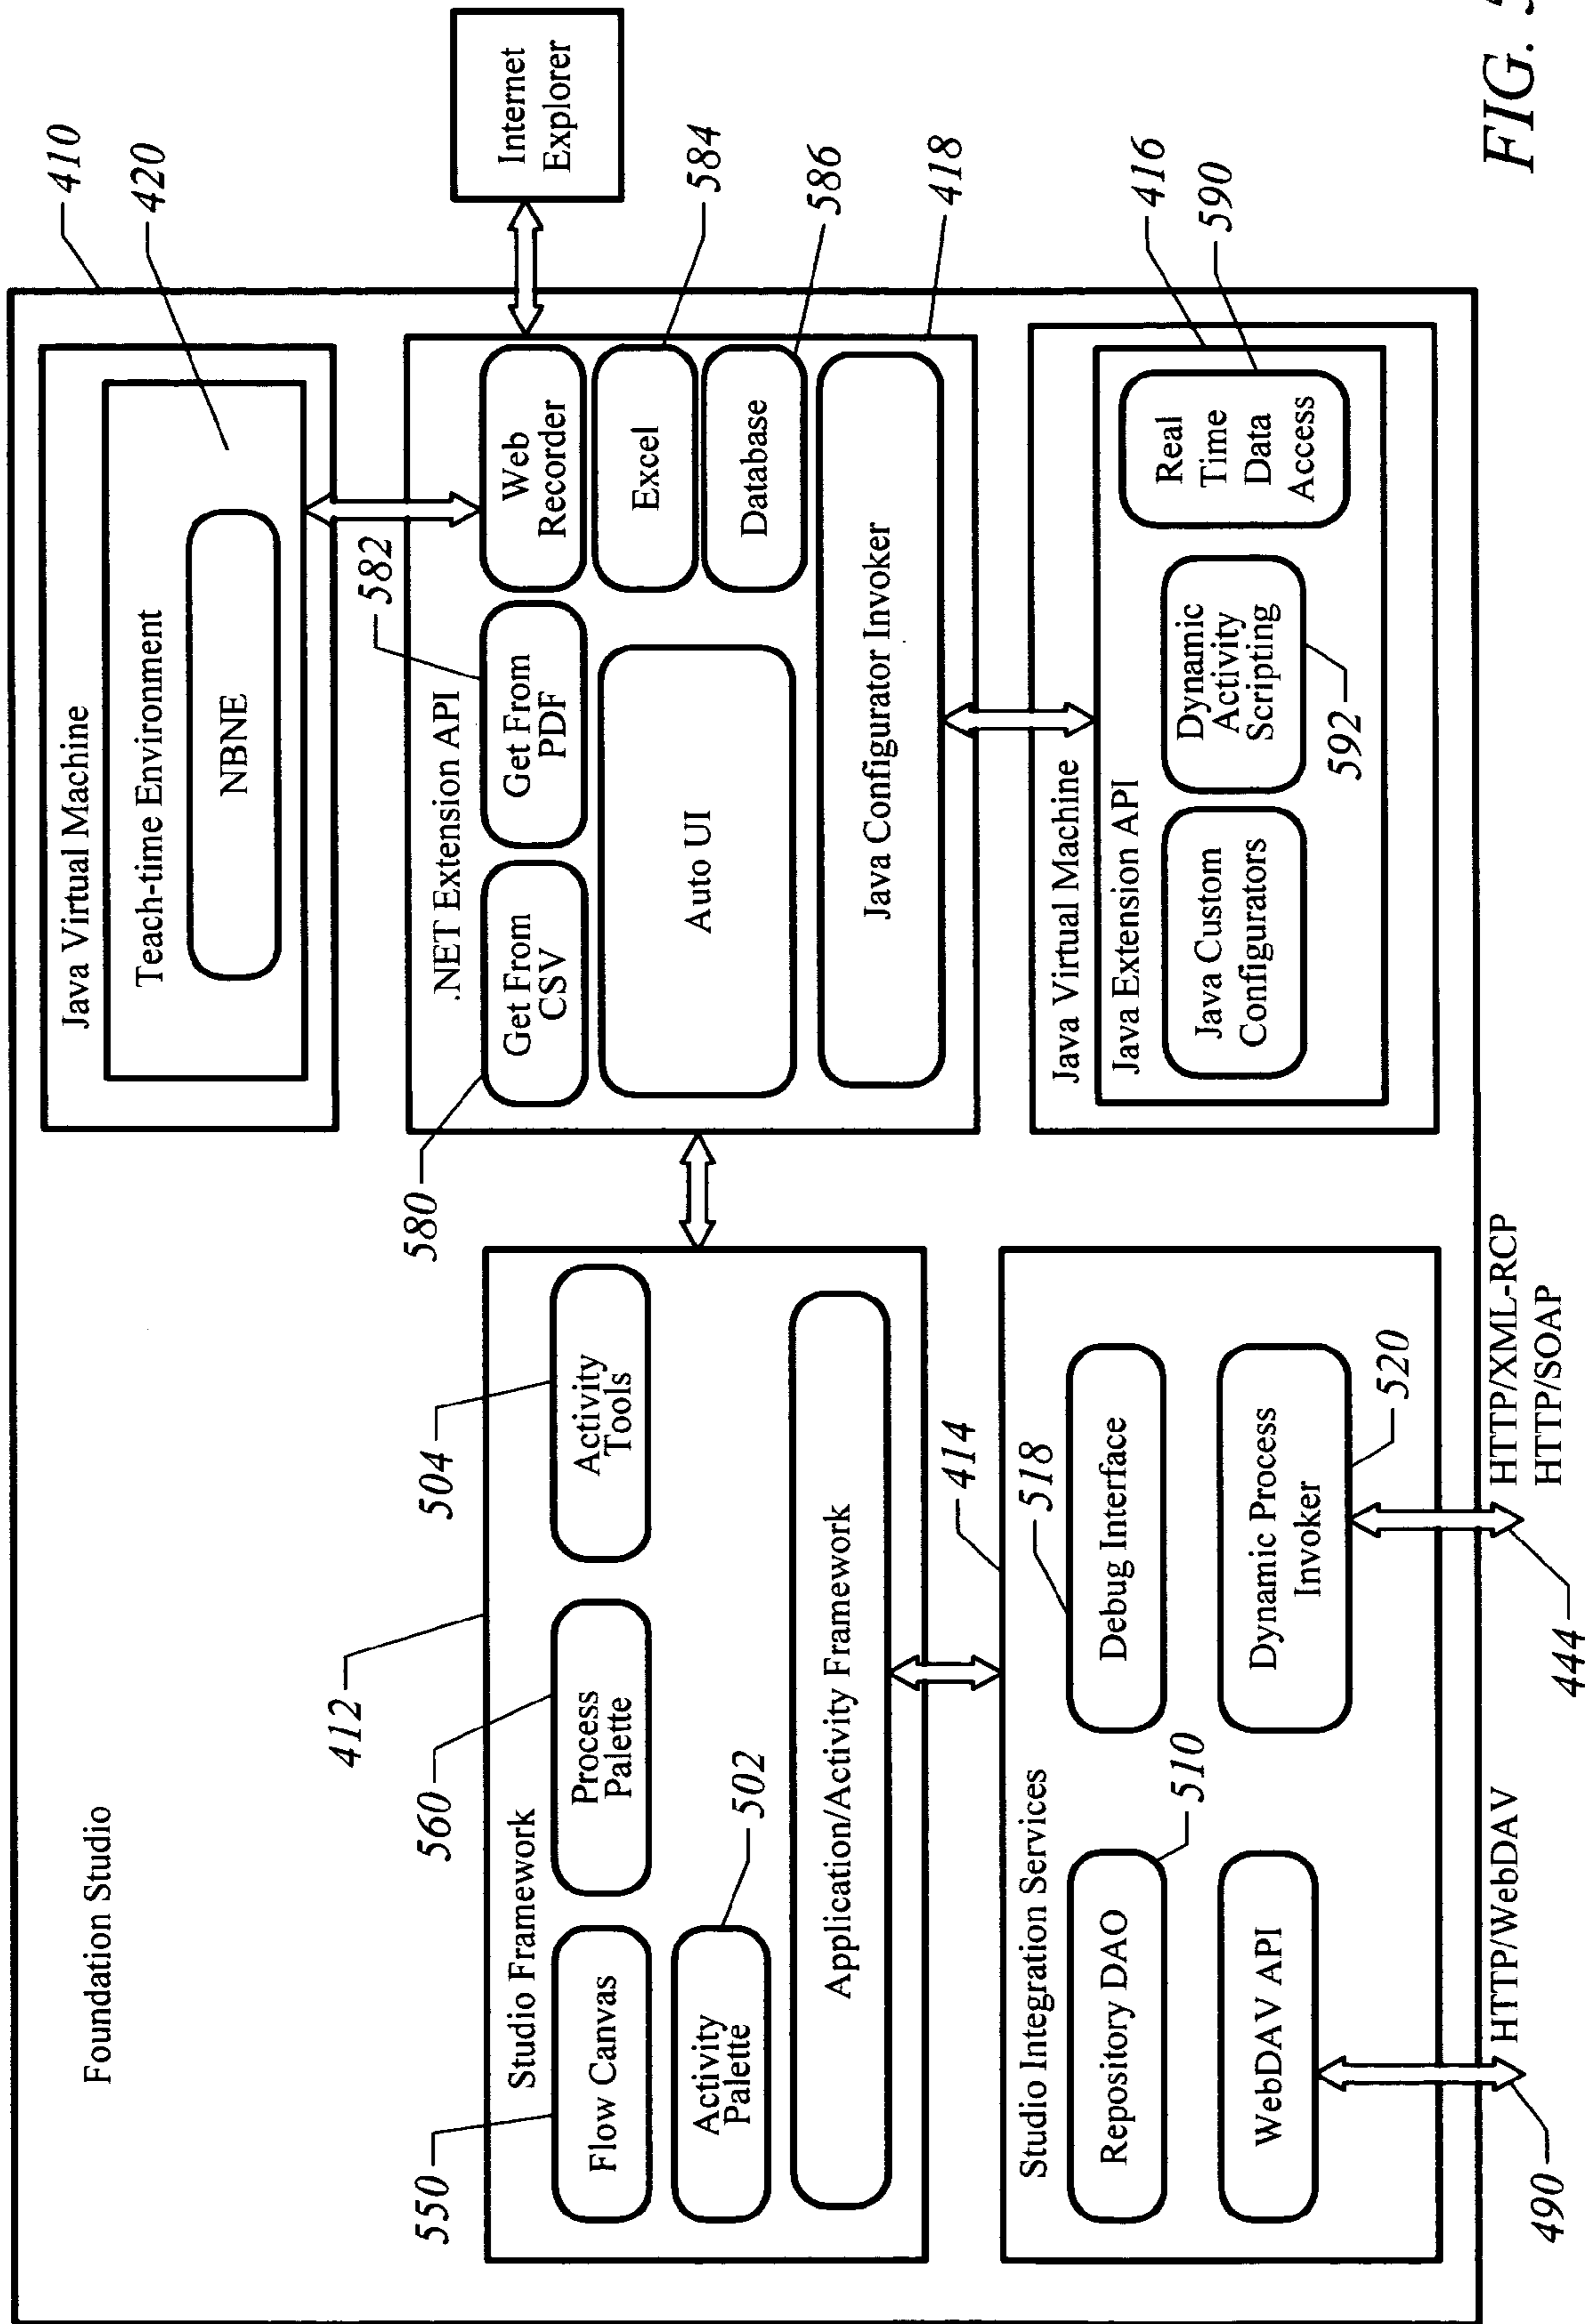 Foundation Studio
410
Java Virtual Machine
Teach-time Environment
420
NBNE
412
560
504
Studio Framework
550
Flow Canvas
Process
Palette
Activity
Tools
Activity
Palette
502
Application/Activity Framework
580
582
.NET Extension API
Get From
CSV
Get From
PDF
Web
Recorder
Internet
Explorer
Auto UI
Excel
584
Database
586
Java Configurator Invoker
418
414
Studio Integration Services
510
518
Repository DAO
Debug Interface
WebDAV API
Dynamic Process
Invoker
520
490
HTTP/WebDAV
444
HTTP/XML-RCP
HTTP/SOAP
Java Virtual Machine
Java Extension API
416
590
Java Custom
Configurators
Dynamic
Activity
Scripting
592
Real
Time
Data
Access
FIG.